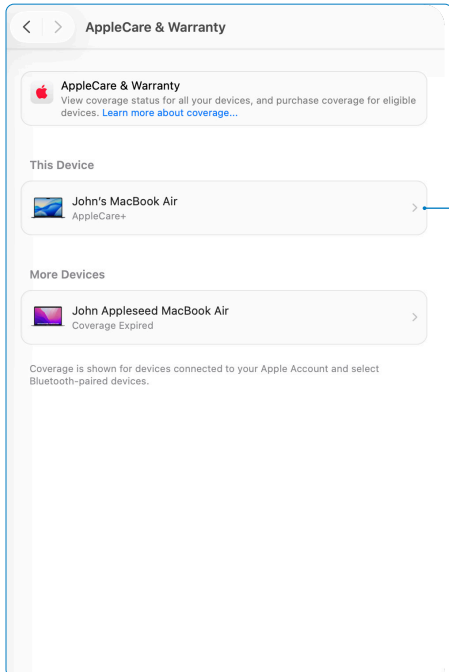 AppleCare & Warranty
AppleCare & Warranty
View coverage status for all your devices, and purchase coverage for eligible
devices. Learn more about coverage...
This Device
John's MacBook Air
AppleCare+
More Devices
John Appleseed MacBook Air
Coverage Expired
Coverage is shown for devices connected to your Apple Account and select
Bluetooth-paired devices.